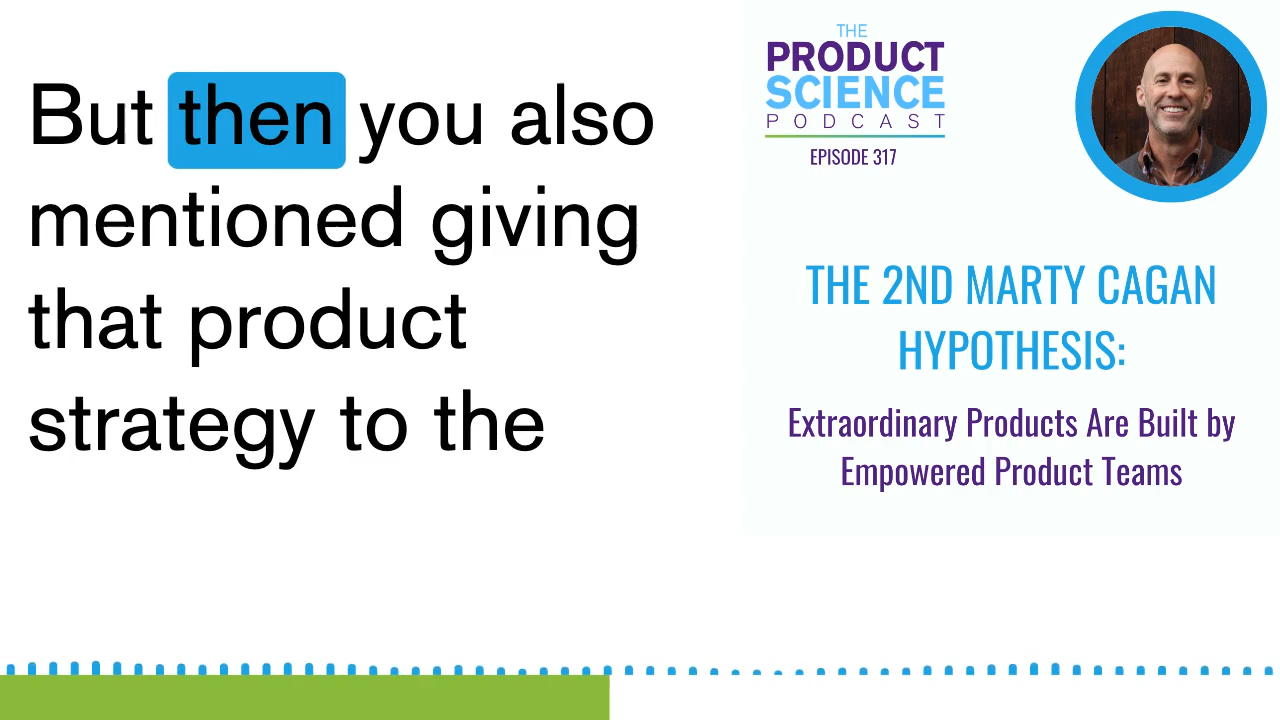 But then you also
mentioned giving
that product
strategy to the
THE
PRODUCT
SCIENCE
PODCAST
EPISODE 317
THE 2ND MARTY CAGAN
HYPOTHESIS:
Extraordinary Products Are Built by
Empowered Product Teams